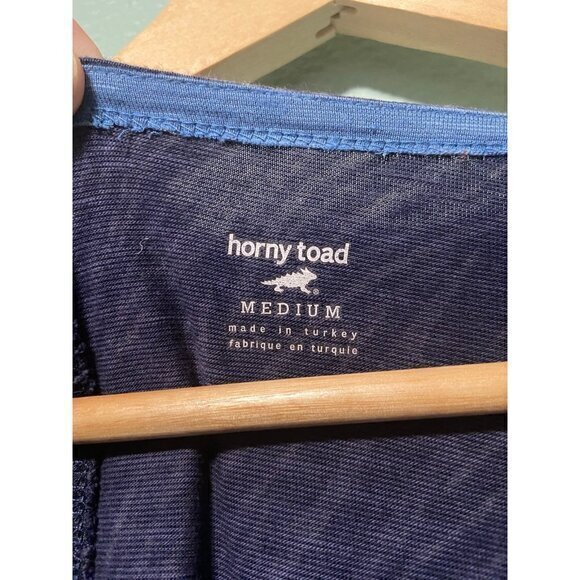 horny toad
®
MEDIUM
made in turkey
fabrique en turquie